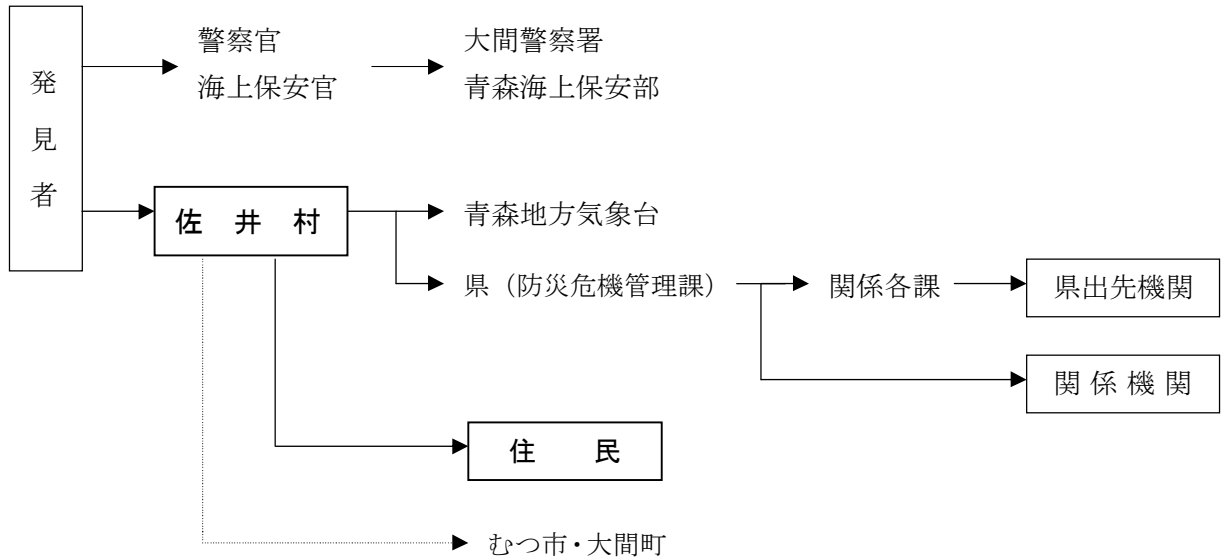 発見者
警察官
海上保安官
大間警察署
青森海上保安部
佐井村
青森地方気象台
県（防災危機管理課）
関係各課
県出先機関
関係機関
住民
むつ市・大間町